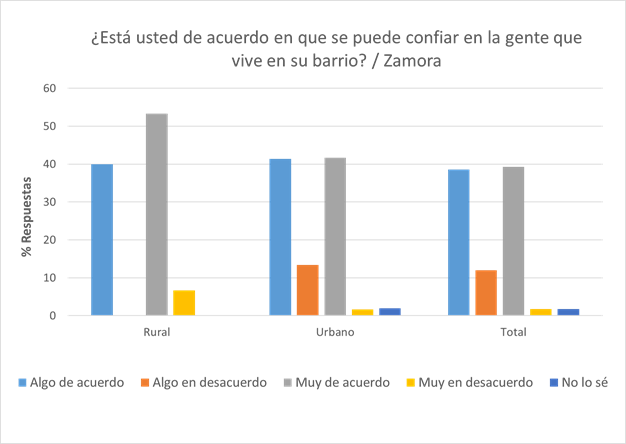 ¿Está usted de acuerdo en que se puede confiar en la gente que
vive en su barrio? / Zamora
60
50
40
30
20
10
0
% Respuestas
Rural
Urbano
Total
Algo de acuerdo
Algo en desacuerdo
Muy de acuerdo
Muy en desacuerdo
No lo sé